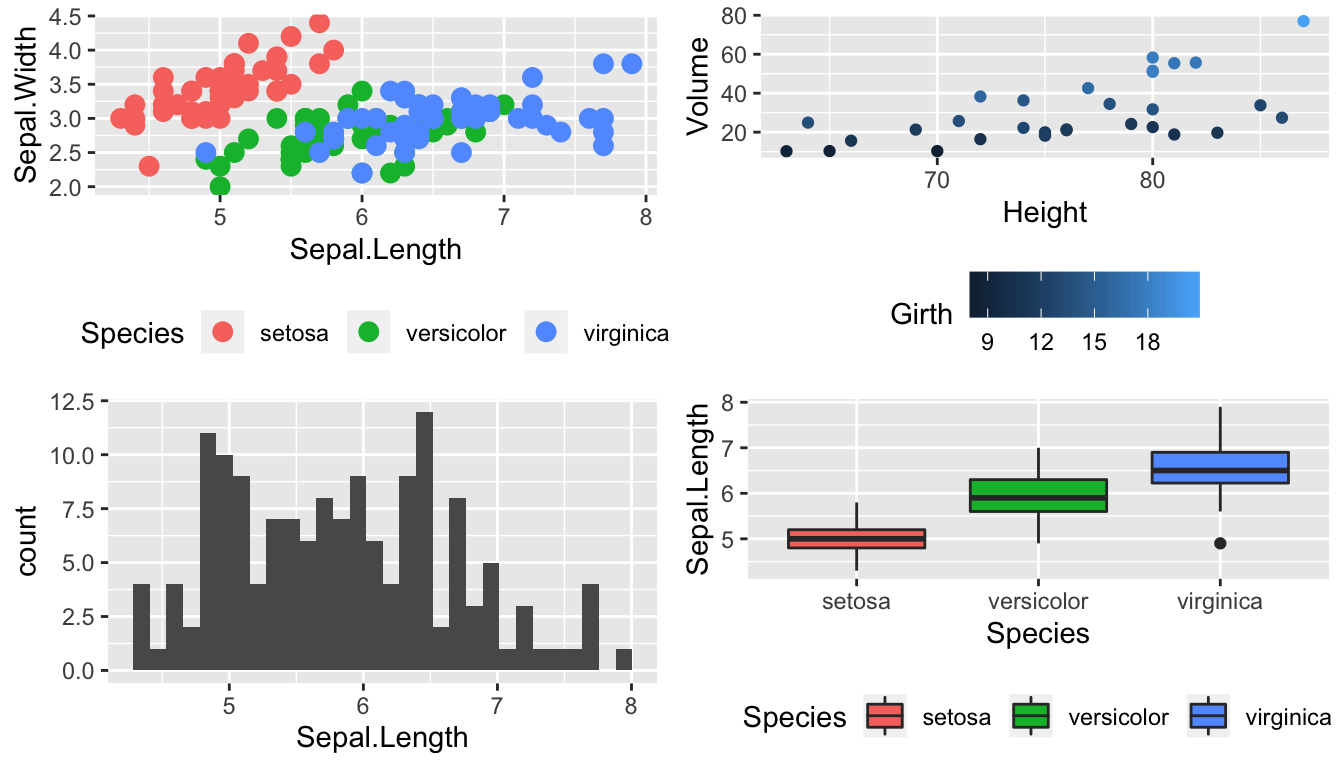 4.5
4.0
3.5
3.0
2.5
2.0
Sepal.Width
5 6 7 8
Sepal.Length
Species setosa versicolor virginica
80
60
40
20
Volume
70 80
Height
Girth
9 12 15 18
12.5
10.0
7.5
5.0
2.5
0.0
count
5 6 7 8
Sepal.Length
8
7
6
5
Sepal.Length
setosa versicolor virginica
Species
Species setosa versicolor virginica